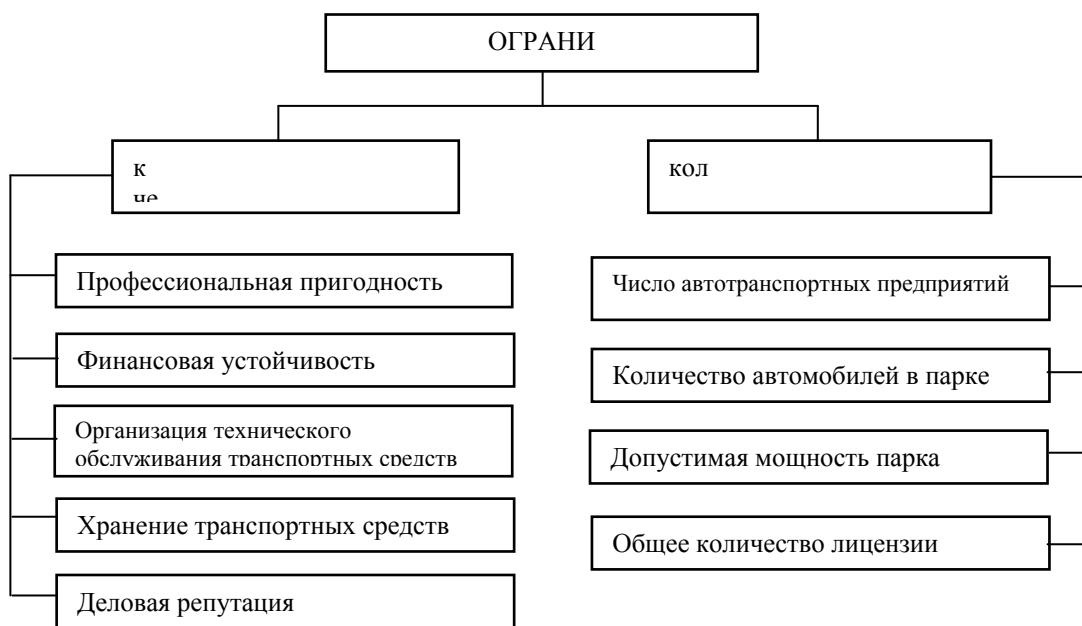 ОГРАНИ
к
че
кол
Профессиональная пригодность
Финансовая устойчивость
Организация технического
обслуживания транспортных средств
Хранение транспортных средств
Деловая репутация
Число автотранспортных предприятий
Количество автомобилей в парке
Допустимая мощность парка
Общее количество лицензии